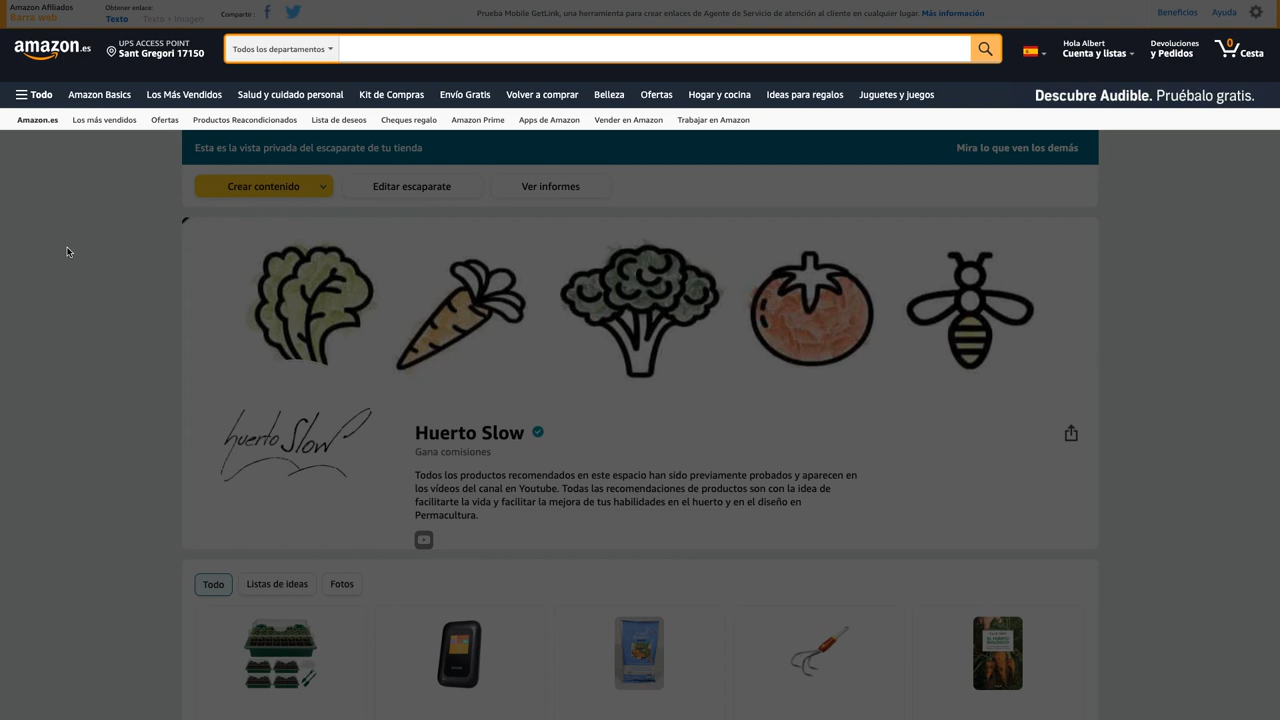 Amazon Afiliados
Barra web
Obtener enlace:
Texto Texto + Imagen
Compartir :
Prueba Mobile GetLink, una herramienta para crear enlaces de Agente de Servicio de atención al cliente en cualquier lugar. Más información
Beneficios Ayuda
amazon.es
UPS ACCESS POINT
Sant Gregori 17150
Todos los departamentos
Hola Albert
Cuenta y listas
Devoluciones
y Pedidos
0
Cesta
Todo Amazon Basics Los Más Vendidos Salud y cuidado personal Kit de Compras Envío Gratis Volver a comprar Belleza Ofertas Hogar y cocina Ideas para regalos Juguetes y juegos
Descubre Audible. Pruébalo gratis.
Amazon.es Los más vendidos Ofertas Productos Reacondicionados Lista de deseos Cheques regalo Amazon Prime Apps de Amazon Vender en Amazon Trabajar en Amazon
Esta es la vista privada del escaparate de tu tienda
Mira lo que ven los demás
Crear contenido Editar escaparate Ver informes
huerto Slow
Huerto Slow
Gana comisiones
Todos los productos recomendados en este espacio han sido previamente probados y aparecen en
los vídeos del canal en Youtube. Todas las recomendaciones de productos son con la idea de
facilitarte la vida y facilitar la mejora de tus habilidades en el huerto y en el diseño en
Permacultura.
Todo Listas de ideas Fotos